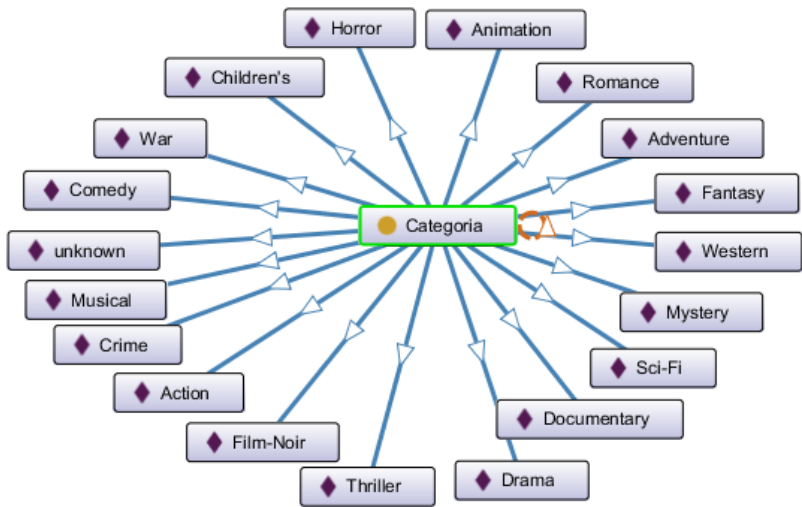 Horror
Animation
Children's
Romance
War
Adventure
Comedy
Fantasy
Categoria
unknown
Western
Musical
Mystery
Crime
Sci-Fi
Action
Documentary
Film-Noir
Drama
Thriller